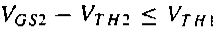 V_{GS2} − V_{TH2} ≤ V_{TH1}